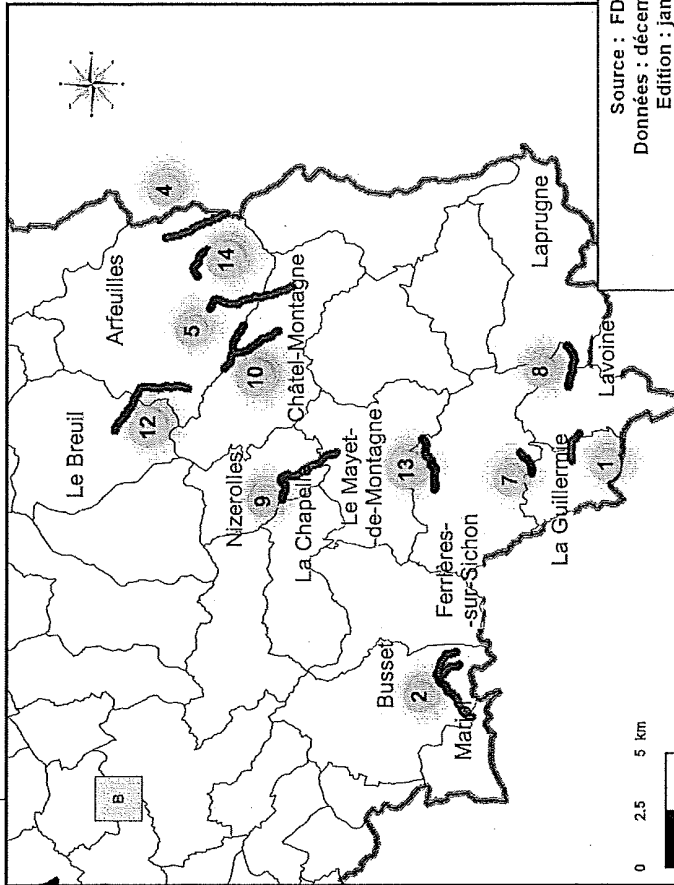 4
Arfeuilles
14
5
Le Breuil
12
10
Châtel-Montagne
Nizerolles
9
La Chapelle
Le Mayet-
de-Montagne
13
Laprugne
8
Lavoine
7
La Guillermie
1
Ferrières-
-sur-Sichon
Busset
2
Mariol
B
0 2.5 5 km
Source : FD
Données : décem
Edition : jan